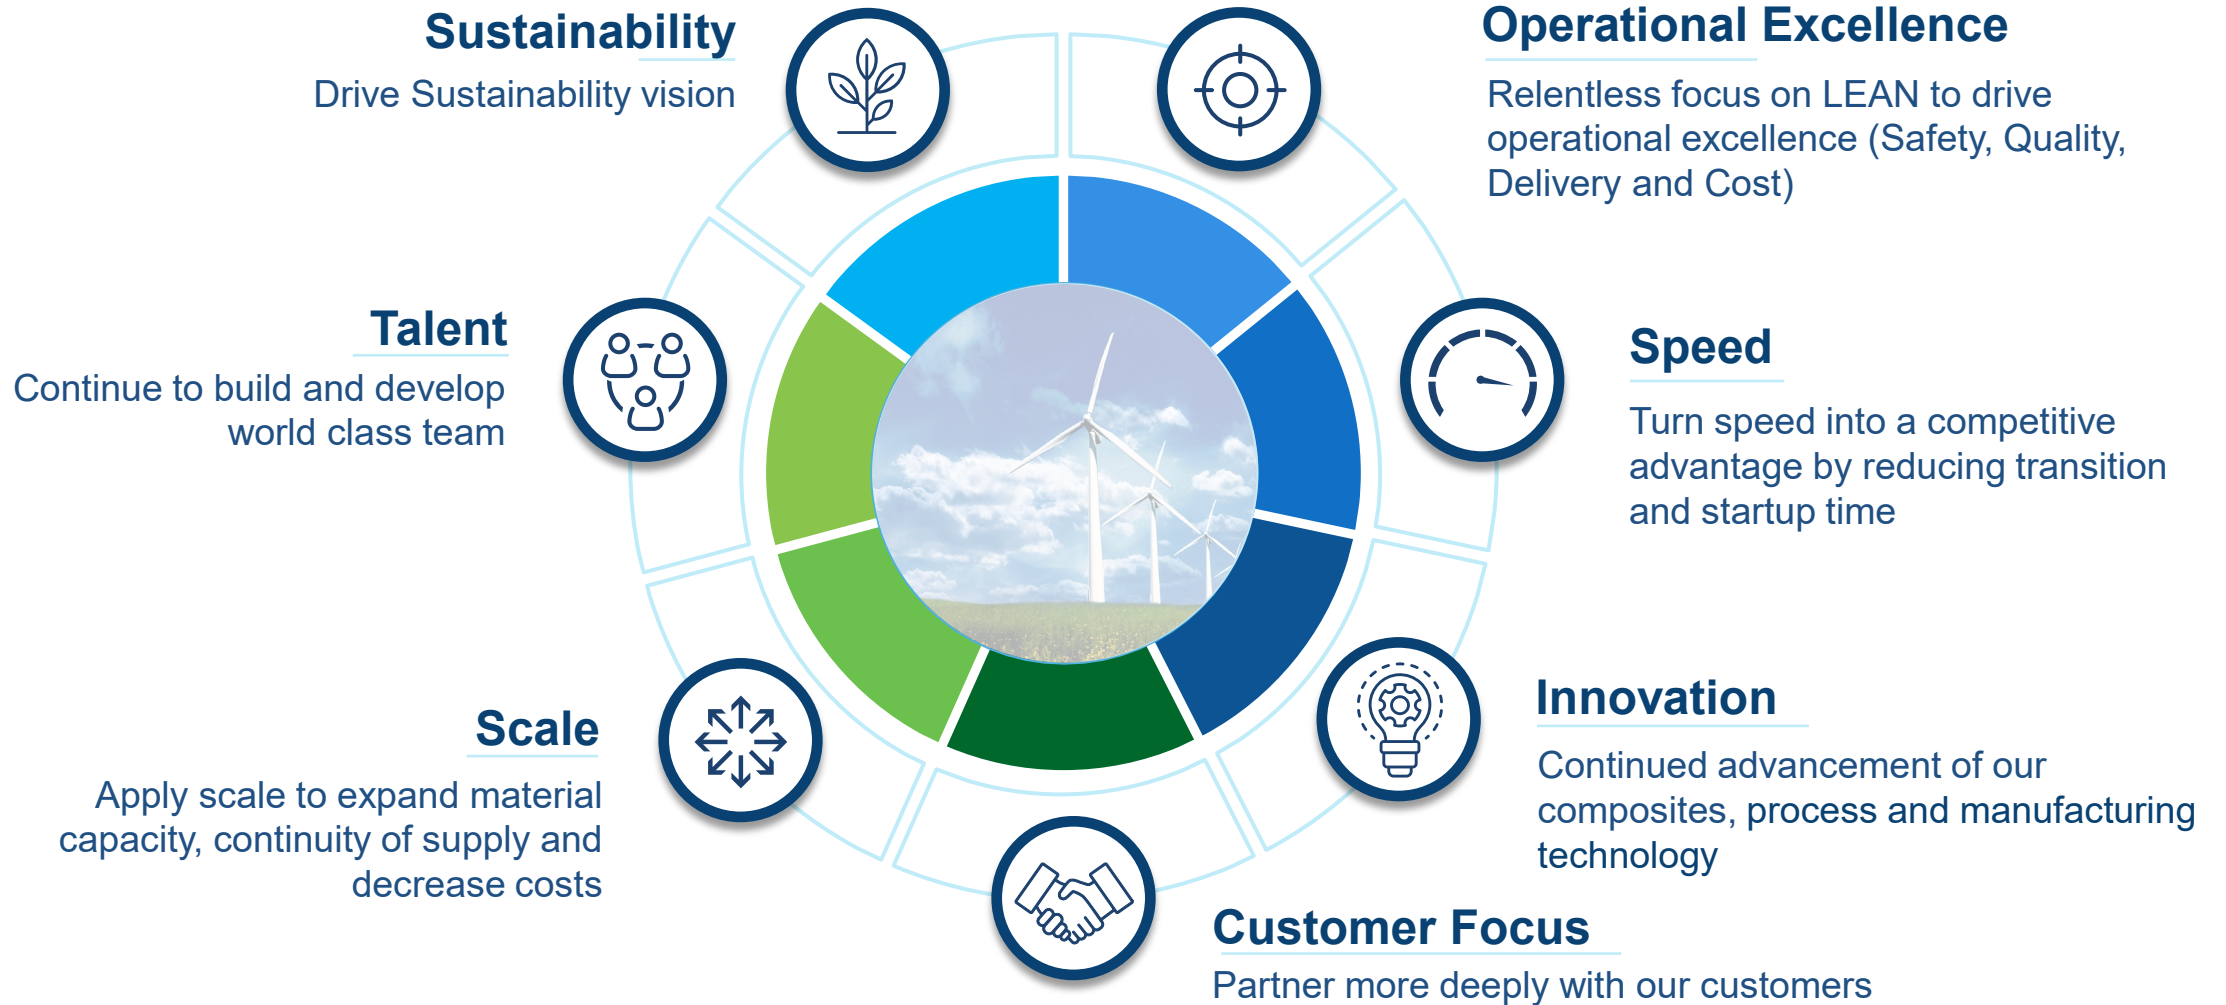 Sustainability
Drive Sustainability vision
Operational Excellence
Relentless focus on LEAN to drive
operational excellence (Safety, Quality,
Delivery and Cost)
Talent
Continue to build and develop
world class team
Speed
Turn speed into a competitive
advantage by reducing transition
and startup time
Scale
Apply scale to expand material
capacity, continuity of supply and
decrease costs
Innovation
Continued advancement of our
composites, process and manufacturing
technology
Customer Focus
Partner more deeply with our customers